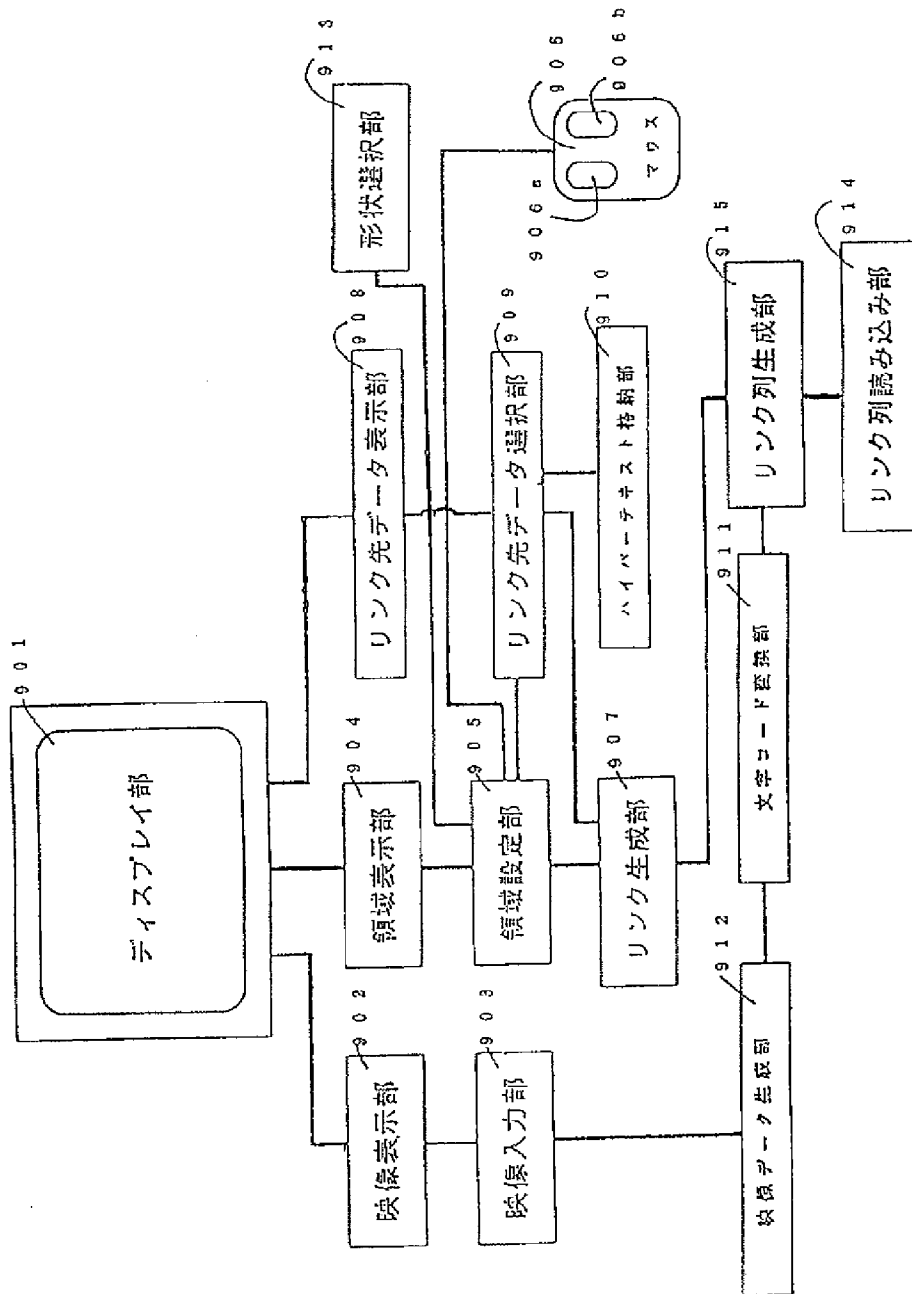 901
ディスプレイ部
902
映像表示部
904
領域表示部
908
リンク先データ表示部
913
形状選択部
903
映像入力部
905
領域設定部
909
リンク先データ選択部
906
906a
906b
マウス
907
リンク生成部
910
ハイパーテキスト格納部
912
映像データ生成部
911
文字コード変換部
915
リンク列生成部
914
リンク列読み込み部